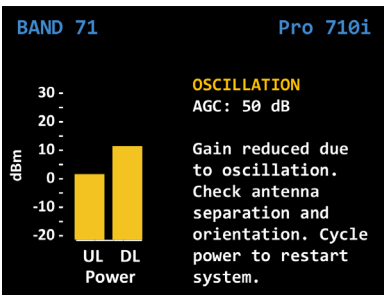 BAND 71 Pro 710i
OSCILLATION
AGC: 50 dB
Gain reduced due
to oscillation.
Check antenna
separation and
orientation. Cycle
power to restart
system.
dBm
30 -
20 -
10 -
0 -
-10 -
-20 -
UL DL
Power